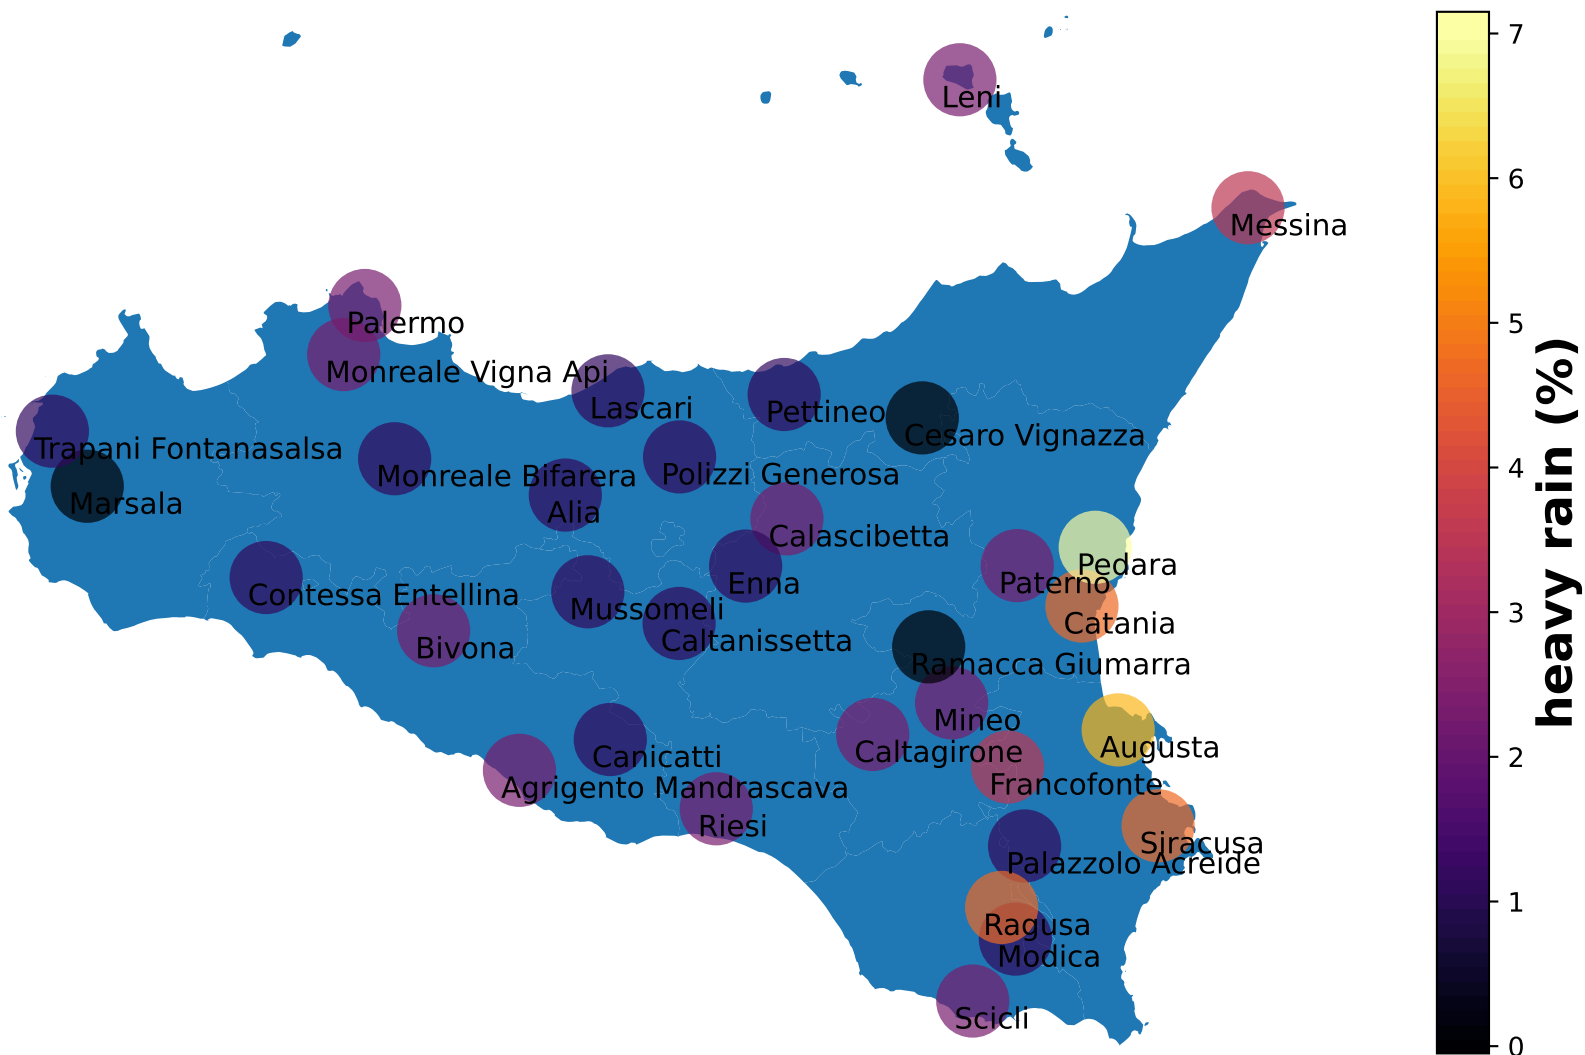 7
Leni
6
Messina
Palermo
5
Monreale Vigna Api
Lascari
Pettineo
Cesaro Vignazza
Trapani Fontanasalsa
Monreale Bifarera
Polizzi Generosa
4
Marsala
Alia
Calascibetta
heavy rain (%)
Pedara
Paterno
Enna
Contessa Entellina
Mussomeli
3
Catania
Caltanissetta
Bivona
Ramacca Giumarra
Mineo
Augusta
Caltagirone
Canicatti
2
Francofonte
Agrigento Mandrascava
Riesi
Siracusa
Palazzolo Acreide
1
Ragusa
Modica
Scicli
0